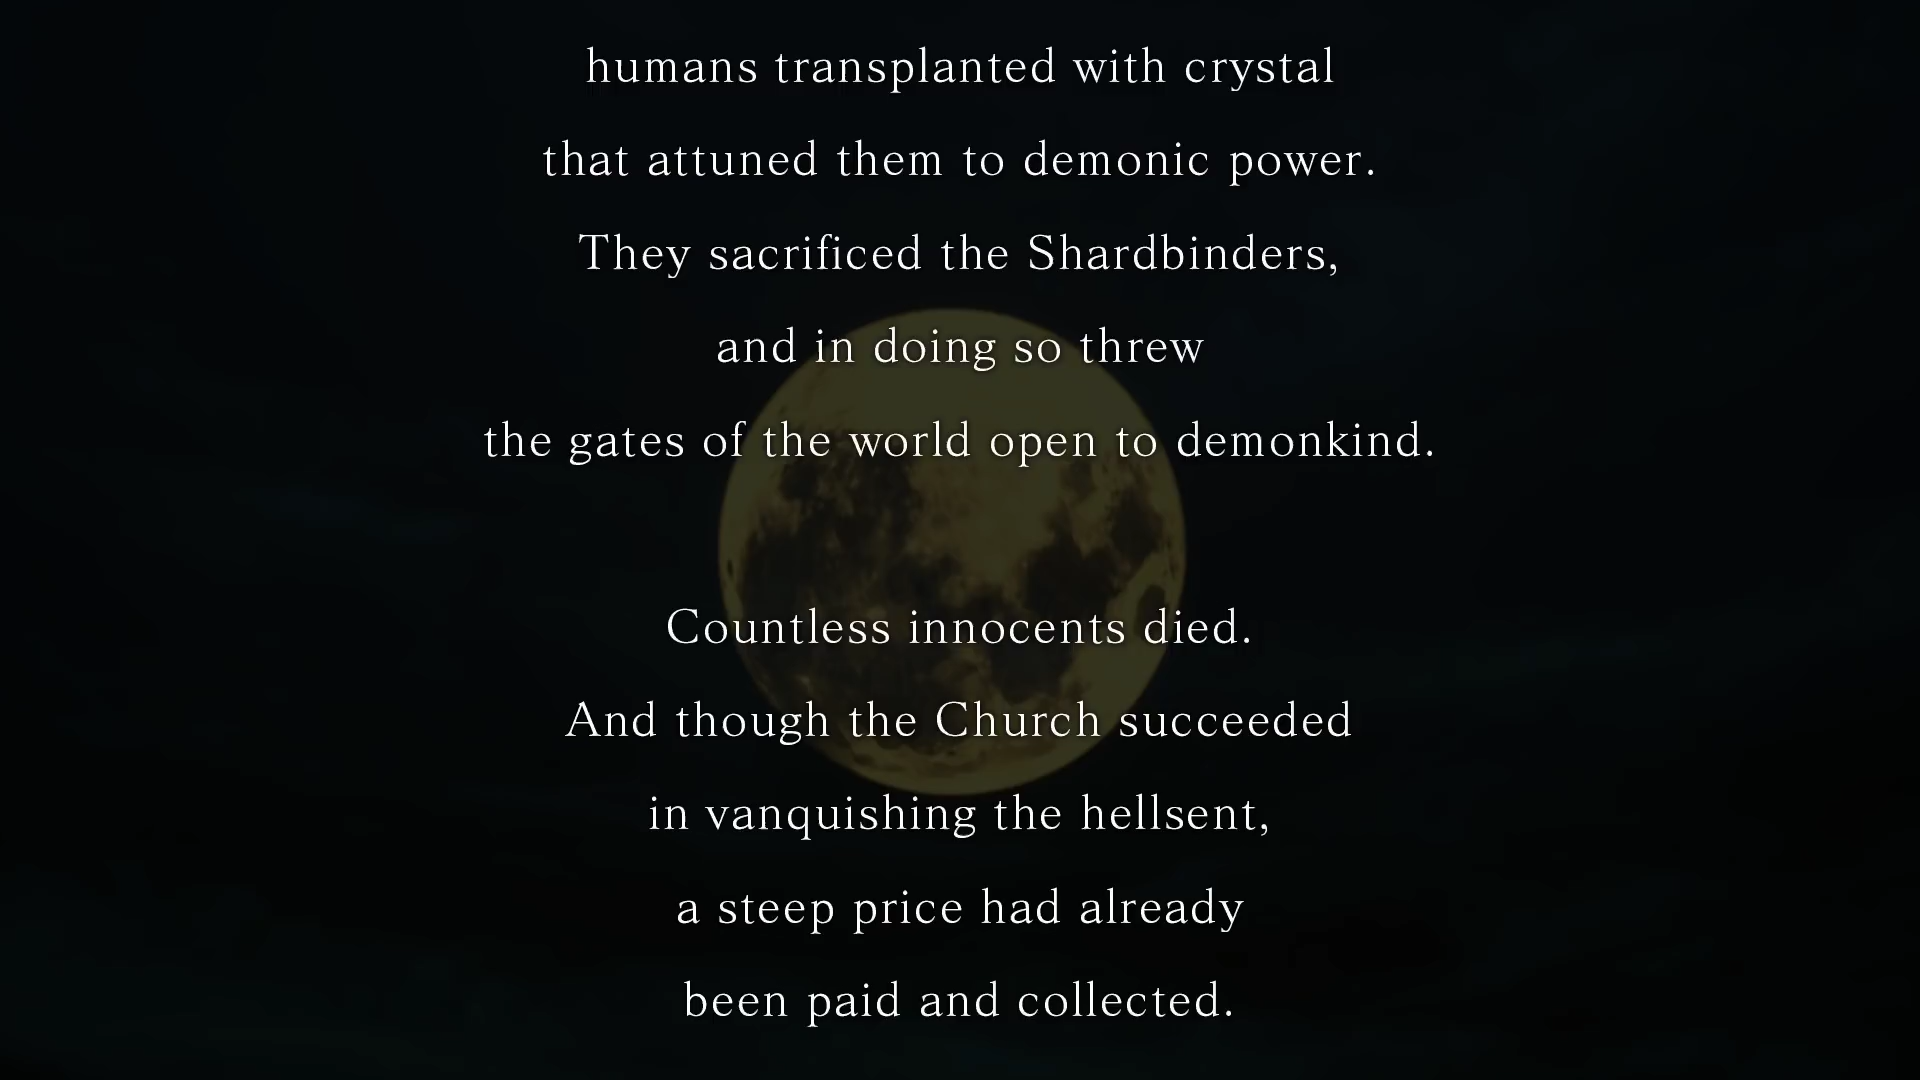 humans transplanted with crystal
that attuned them to demonic power.
They sacrificed the Shardbinders,
and in doing so threw
the gates of the world open to demonkind.
Countless innocents died.
And though the Church succeeded
in vanquishing the hellsent,
a steep price had already
been paid and collected.